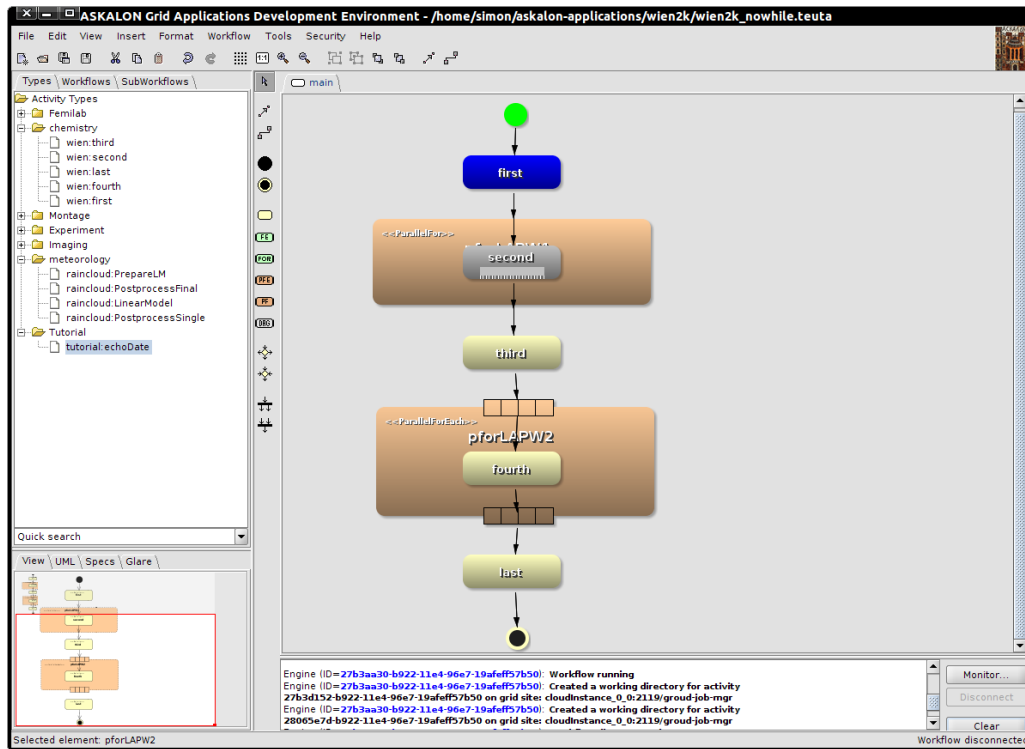 ASKALON Grid Applications Development Environment - /home/simon/askalon-applications/wien2k/wien2k_nowhile.teuta
File Edit View Insert Format Workflow Tools Security Help
Types Workflows SubWorkflows
main
Activity Types
Femilab
chemistry
wien:third
wien:second
wien:last
wien:fourth
wien:first
Montage
Experiment
Imaging
meteorology
raincloud:PrepareLM
raincloud:PostprocessFinal
raincloud:LinearModel
raincloud:PostprocessSingle
Tutorial
tutorial:echoDate
Quick search
View UML Specs Glare
1:1
FE
FOR
PFE
PF
DBG
first
<<ParallelFor>>
second
third
<<ParallelForEach>>
pforLAPW2
fourth
last
Engine (ID=27b3aa30-b922-11e4-96e7-19afeff57b50): Workflow running
Engine (ID=27b3aa30-b922-11e4-96e7-19afeff57b50): Created a working directory for activity
27b3d152-b922-11e4-96e7-19afeff57b50 on grid site: cloudInstance_0_0:2119/groud-job-mgr
Engine (ID=27b3aa30-b922-11e4-96e7-19afeff57b50): Created a working directory for activity
28065e7d-b922-11e4-96e7-19afeff57b50 on grid site: cloudInstance_0_0:2119/groud-job-mgr
Monitor...
Disconnect
Clear
Selected element: pforLAPW2
Workflow disconnected